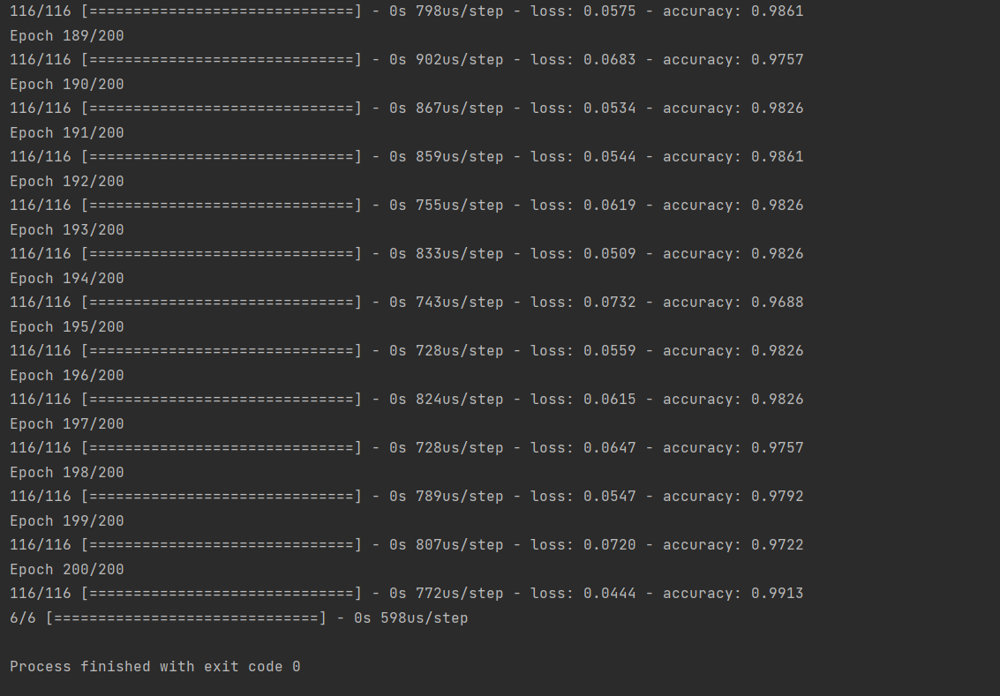 116/116 [==============================] - 0s 798us/step - loss: 0.0575 - accuracy: 0.9861
Epoch 189/200
116/116 [==============================] - 0s 902us/step - loss: 0.0683 - accuracy: 0.9757
Epoch 190/200
116/116 [==============================] - 0s 867us/step - loss: 0.0534 - accuracy: 0.9826
Epoch 191/200
116/116 [==============================] - 0s 859us/step - loss: 0.0544 - accuracy: 0.9861
Epoch 192/200
116/116 [==============================] - 0s 755us/step - loss: 0.0619 - accuracy: 0.9826
Epoch 193/200
116/116 [==============================] - 0s 833us/step - loss: 0.0509 - accuracy: 0.9826
Epoch 194/200
116/116 [==============================] - 0s 743us/step - loss: 0.0732 - accuracy: 0.9688
Epoch 195/200
116/116 [==============================] - 0s 728us/step - loss: 0.0559 - accuracy: 0.9826
Epoch 196/200
116/116 [==============================] - 0s 824us/step - loss: 0.0615 - accuracy: 0.9826
Epoch 197/200
116/116 [==============================] - 0s 728us/step - loss: 0.0647 - accuracy: 0.9757
Epoch 198/200
116/116 [==============================] - 0s 789us/step - loss: 0.0547 - accuracy: 0.9792
Epoch 199/200
116/116 [==============================] - 0s 807us/step - loss: 0.0720 - accuracy: 0.9722
Epoch 200/200
116/116 [==============================] - 0s 772us/step - loss: 0.0444 - accuracy: 0.9913
6/6 [==============================] - 0s 598us/step
Process finished with exit code 0